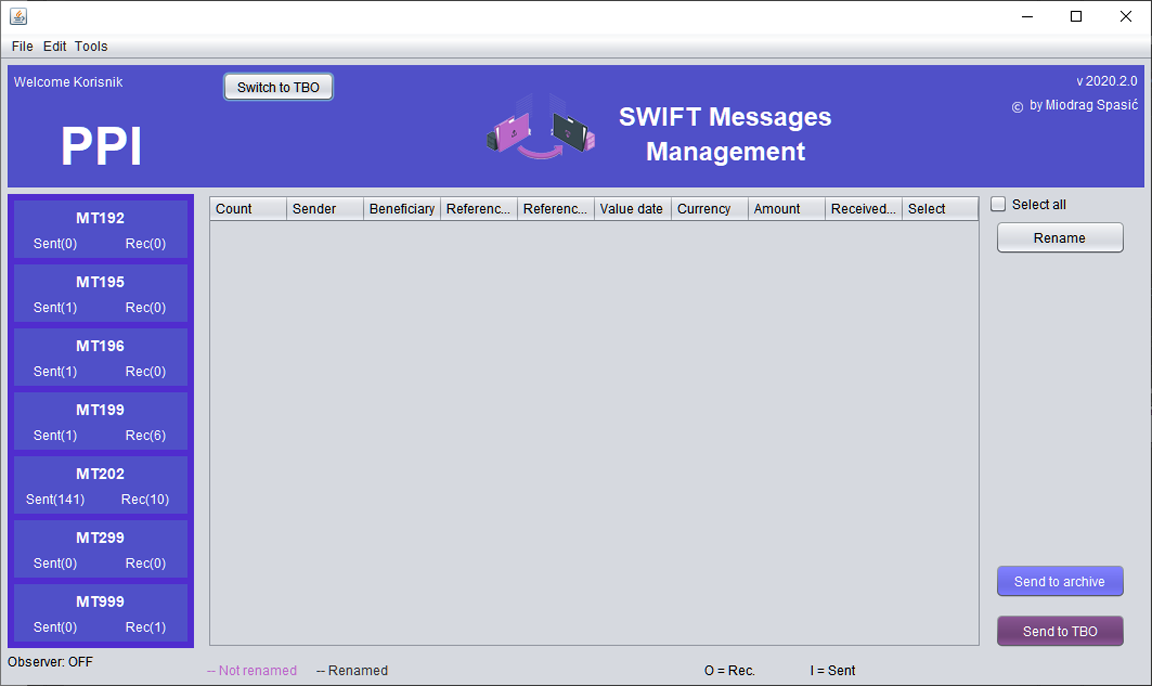 File Edit Tools
Welcome Korisnik
Switch to TBO
v 2020.2.0
© by Miodrag Spasić
PPI
SWIFT Messages
Management
MT192
Sent(0) Rec(0)
MT195
Sent(1) Rec(0)
MT196
Sent(1) Rec(0)
MT199
Sent(1) Rec(6)
MT202
Sent(141) Rec(10)
MT299
Sent(0) Rec(0)
MT999
Sent(0) Rec(1)
Observer: OFF
Count Sender Beneficiary Referenc... Referenc... Value date Currency Amount Received... Select
Select all
Rename
Send to archive
Send to TBO
-- Not renamed -- Renamed
O = Rec. I = Sent